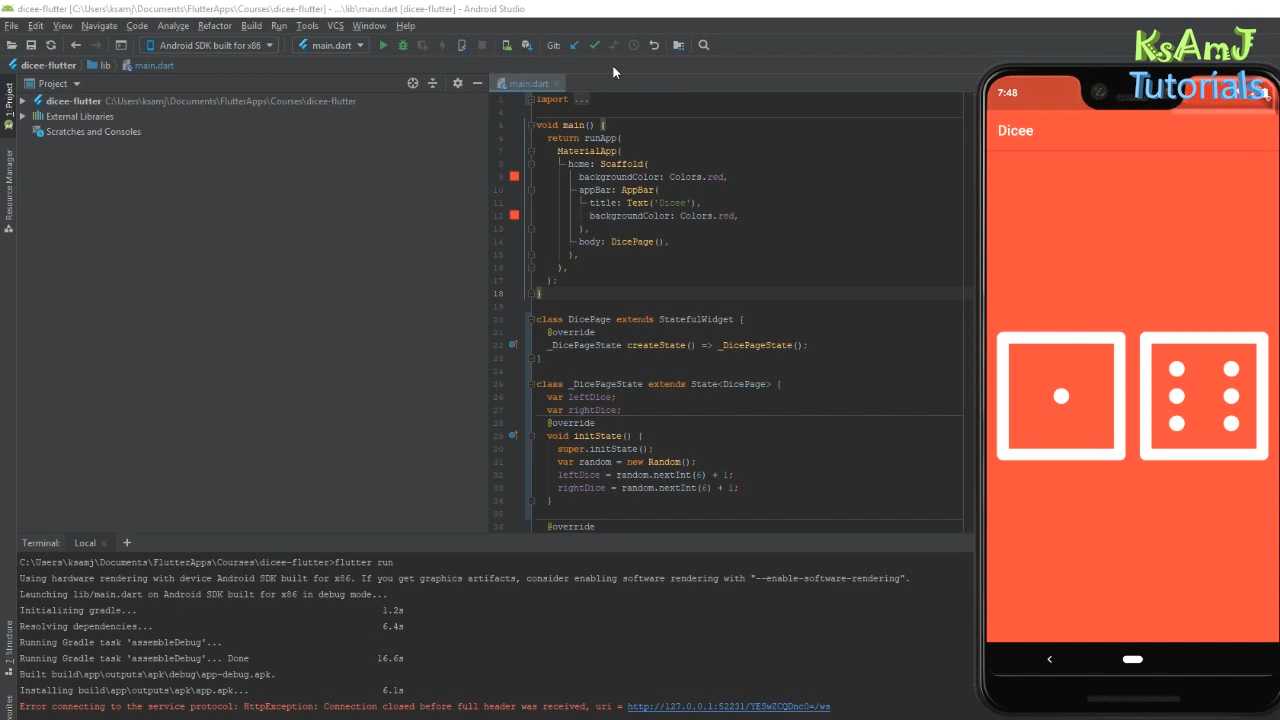 dicee-flutter [C:\Users\ksamj\Documents\FlutterApps\Courses\dicee-flutter] - ...\lib\main.dart [dicee-flutter] - Android Studio
File Edit View Navigate Code Analyze Refactor Build Run Tools VCS Window Help
Android SDK built for x86 main.dart Git:
dicee-flutter lib main.dart
Project
main.dart
dicee-flutter C:\Users\ksamj\Documents\FlutterApps\Courses\dicee-flutter
External Libraries
Scratches and Consoles
1: Project
Resource Manager
Z: Structure
1 import ...
4
5 void main() {
6 return runApp(
7 MaterialApp(
8 home: Scaffold(
9 backgroundColor: Colors.red,
10 appBar: AppBar(
11 title: Text('Dicee'),
12 backgroundColor: Colors.red,
13 ),
14 body: DicePage(),
15 ),
16 ),
17 );
18 }
19
20 class DicePage extends StatefulWidget {
21 @override
22 _DicePageState createState() => _DicePageState();
23 }
24
25 class _DicePageState extends State<DicePage> {
26 var leftDice;
27 var rightDice;
28 @override
29 void initState() {
30 super.initState();
31 var random = new Random();
32 leftDice = random.nextInt(6) + 1;
33 rightDice = random.nextInt(6) + 1;
34 }
35
36 @override
Terminal: Local +
C:\Users\ksamj\Documents\FlutterApps\Courses\dicee-flutter>flutter run
Using hardware rendering with device Android SDK built for x86. If you get graphics artifacts, consider enabling software rendering with "--enable-software-rendering".
Launching lib/main.dart on Android SDK built for x86 in debug mode...
Initializing gradle... 1.2s
Resolving dependencies... 6.4s
Running Gradle task 'assembleDebug'...
Running Gradle task 'assembleDebug'... Done 16.6s
Built build\app\outputs\apk\debug\app-debug.apk.
Installing build\app\outputs\apk\app.apk... 6.1s
Error connecting to the service protocol: HttpException: Connection closed before full header was received, uri =
KsAmJ
Tutorials
7:48
Dicee